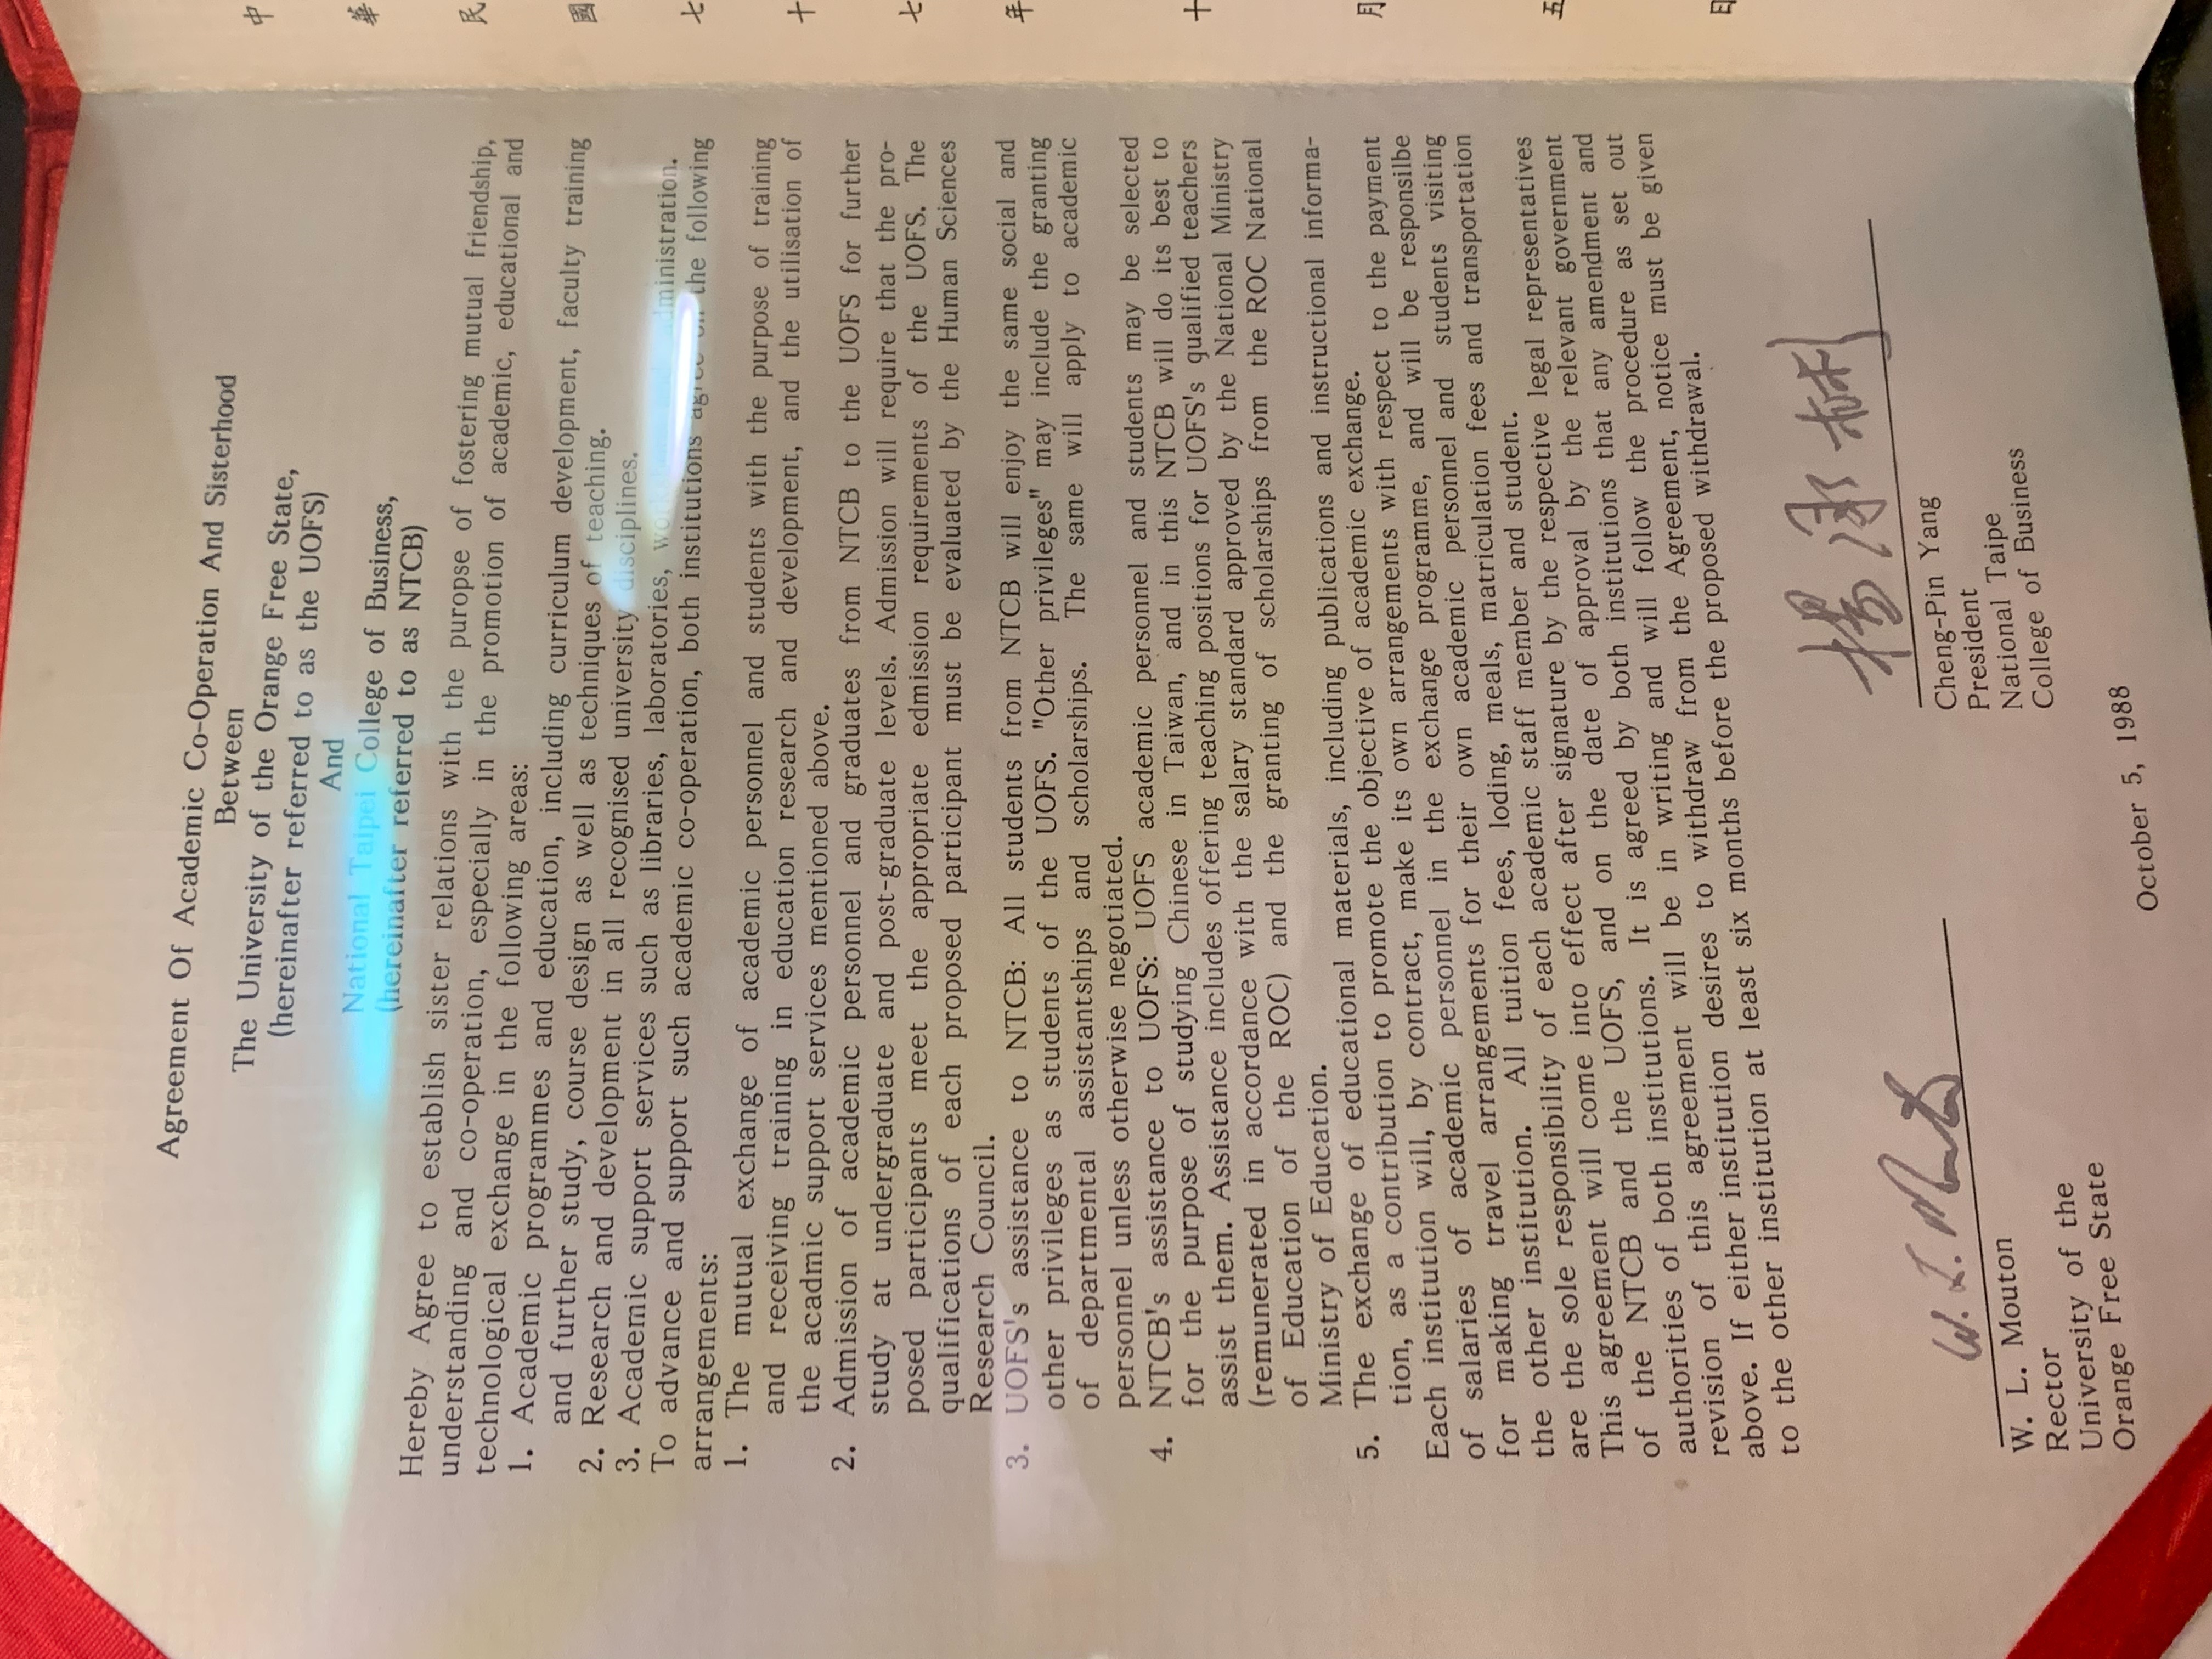 Agreement Of Academic Co-Operation And Sisterhood
Between
The University of the Orange Free State,
(hereinafter referred to as the UOFS)
And
National Taipei College of Business,
(hereinafter referred to as NTCB)
Hereby Agree to establish sister relations with the puropse of fostering mutual friendship,
understanding and co-operation, especially in the promotion of academic, educational and
technological exchange in the following areas:
1. Academic programmes and education, including curriculum development, faculty training
and further study, course design as well as techniques of teaching.
2. Research and development in all recognised university disciplines.
3. Academic support services such as libraries, laboratories, administration.
To advance and support such academic co-operation, both institutions agree on the following
arrangements:
1. The mutual exchange of academic personnel and students with the purpose of training
and receiving training in education research and development, and the utilisation of
the acadmic support services mentioned above.
2. Admission of academic personnel and graduates from NTCB to the UOFS for further
study at undergraduate and post-graduate levels. Admission will require that the pro-
posed participants meet the appropriate edmission requirements of the UOFS. The
qualifications of each proposed participant must be evaluated by the Human Sciences
Research Council.
3. UOFS's assistance to NTCB: All students from NTCB will enjoy the same social and
other privileges as students of the UOFS. "Other privileges" may include the granting
of departmental assistantships and scholarships. The same will apply to academic
personnel unless otherwise negotiated.
4. NTCB's assistance to UOFS: UOFS academic personnel and students may be selected
for the purpose of studying Chinese in Taiwan, and in this NTCB will do its best to
assist them. Assistance includes offering teaching positions for UOFS's qualified teachers
(remunerated in accordance with the salary standard approved by the National Ministry
of Education of the ROC) and the granting of scholarships from the ROC National
Ministry of Education.
5. The exchange of educational materials, including publications and instructional informa-
tion, as a contribution to promote the objective of academic exchange.
Each institution will, by contract, make its own arrangements with respect to the payment
of salaries of academic personnel in the exchange programme, and will be responsilbe
for making travel arrangements for their own academic personnel and students visiting
the other institution. All tuition fees, loding, meals, matriculation fees and transportation
are the sole responsibility of each academic staff member and student.
This agreement will come into effect after signature by the respective legal representatives
of the NTCB and the UOFS, and on the date of approval by the relevant government
authorities of both institutions. It is agreed by both institutions that any amendment and
revision of this agreement will be in writing and will follow the procedure as set out
above. If either institution desires to withdraw from the Agreement, notice must be given
to the other institution at least six months before the proposed withdrawal.
W. L. Mouton
W. L. Mouton
Rector
University of the
Orange Free State
楊承彬
Cheng-Pin Yang
President
National Taipe
College of Business
October 5, 1988
中華民國七十七年十月五日